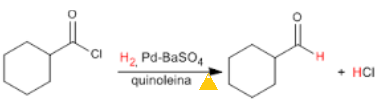 O
Cl
H₂, Pd-BaSO₄
quinoleina
O
H
+ HCl